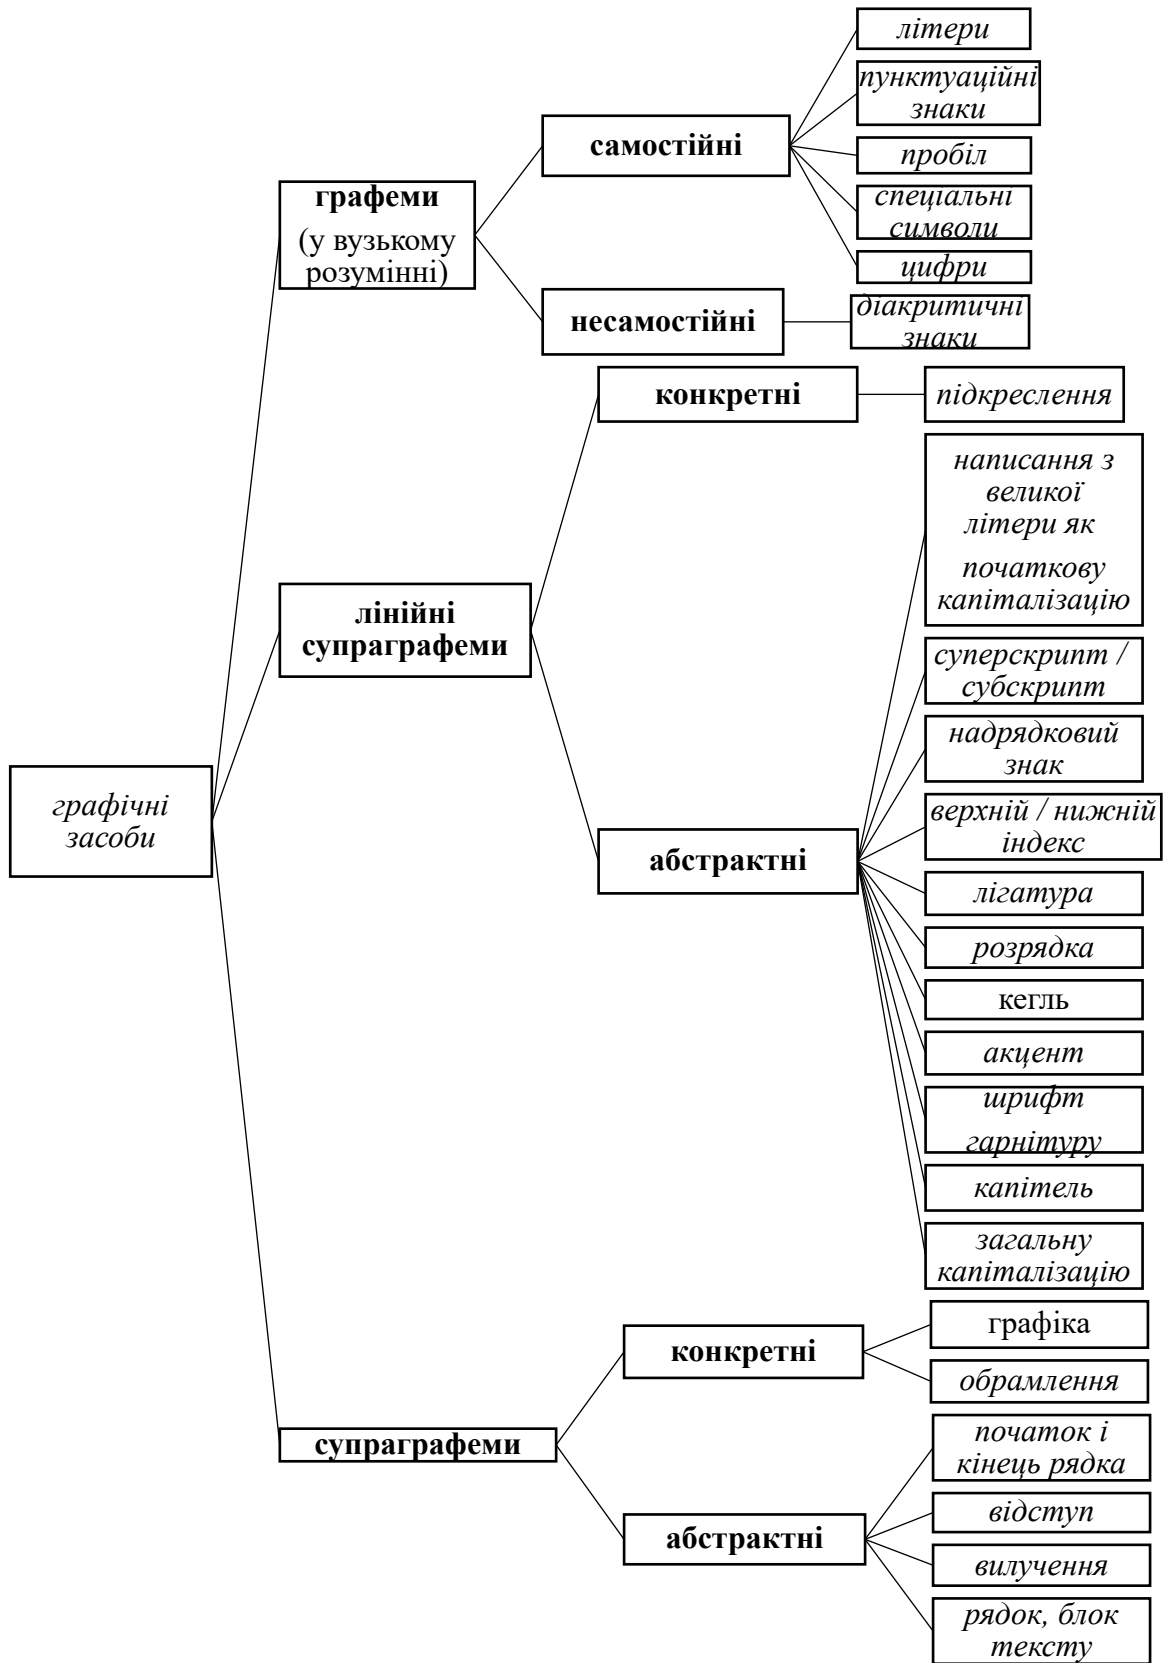 літери
пунктуаційні
знаки
самостійні
пробіл
графеми
(у вузькому
розумінні)
спеціальні
символи
цифри
несамостійні
діакритичні
знаки
конкретні
підкреслення
написання з
великої
літери як
початкову
капіталізацію
лінійні
супраграфеми
суперскрипт /
субскрипт
надрядковий
знак
графічні
засоби
верхній / нижній
індекс
абстрактні
лігатура
розрядка
кегль
акцент
шрифт
гарнітуру
капітель
загальну
капіталізацію
графіка
конкретні
обрамлення
супраграфеми
початок і
кінець рядка
відступ
абстрактні
вилучення
рядок, блок
тексту